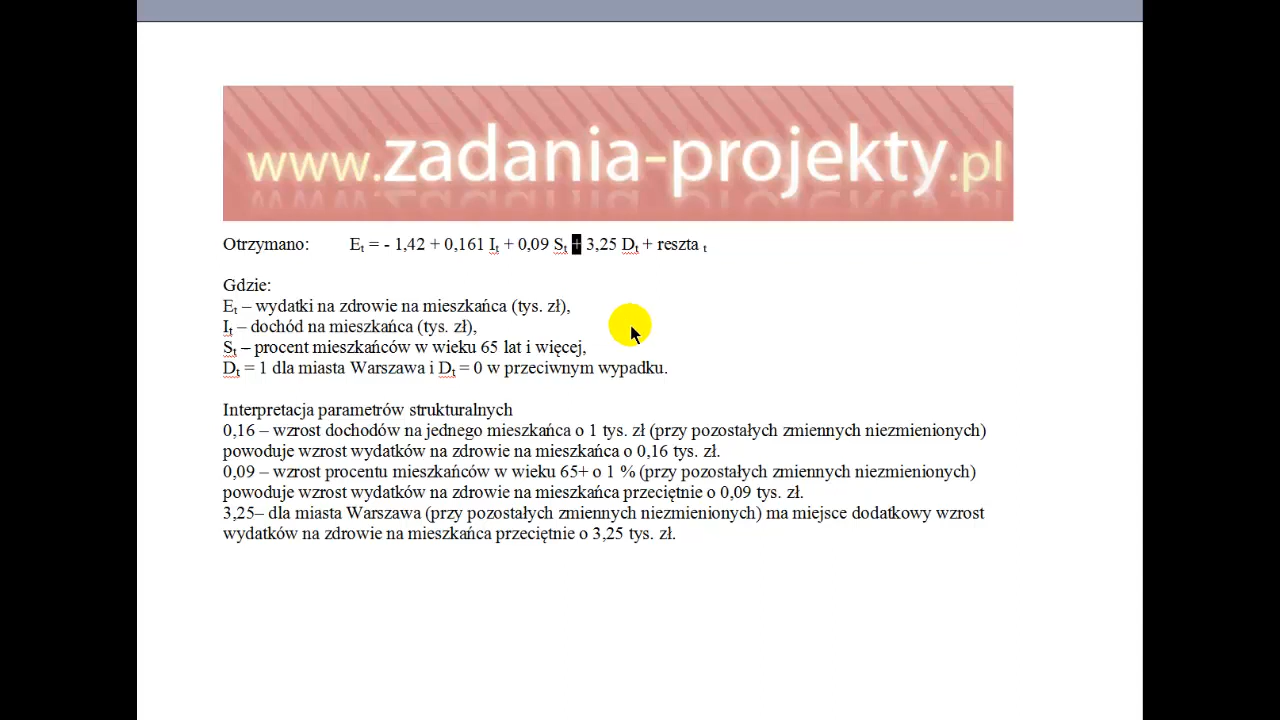 www.zadania-projekty.pl
Otrzymano: Et = - 1,42 + 0,161 It + 0,09 St + 3,25 Dt + reszta t
Gdzie:
Et – wydatki na zdrowie na mieszkańca (tys. zł),
It – dochód na mieszkańca (tys. zł),
St – procent mieszkańców w wieku 65 lat i więcej,
Dt = 1 dla miasta Warszawa i Dt = 0 w przeciwnym wypadku.
Interpretacja parametrów strukturalnych
0,16 – wzrost dochodów na jednego mieszkańca o 1 tys. zł (przy pozostałych zmiennych niezmienionych)
powoduje wzrost wydatków na zdrowie na mieszkańca o 0,16 tys. zł.
0,09 – wzrost procentu mieszkańców w wieku 65+ o 1 % (przy pozostałych zmiennych niezmienionych)
powoduje wzrost wydatków na zdrowie na mieszkańca przeciętnie o 0,09 tys. zł.
3,25– dla miasta Warszawa (przy pozostałych zmiennych niezmienionych) ma miejsce dodatkowy wzrost
wydatków na zdrowie na mieszkańca przeciętnie o 3,25 tys. zł.